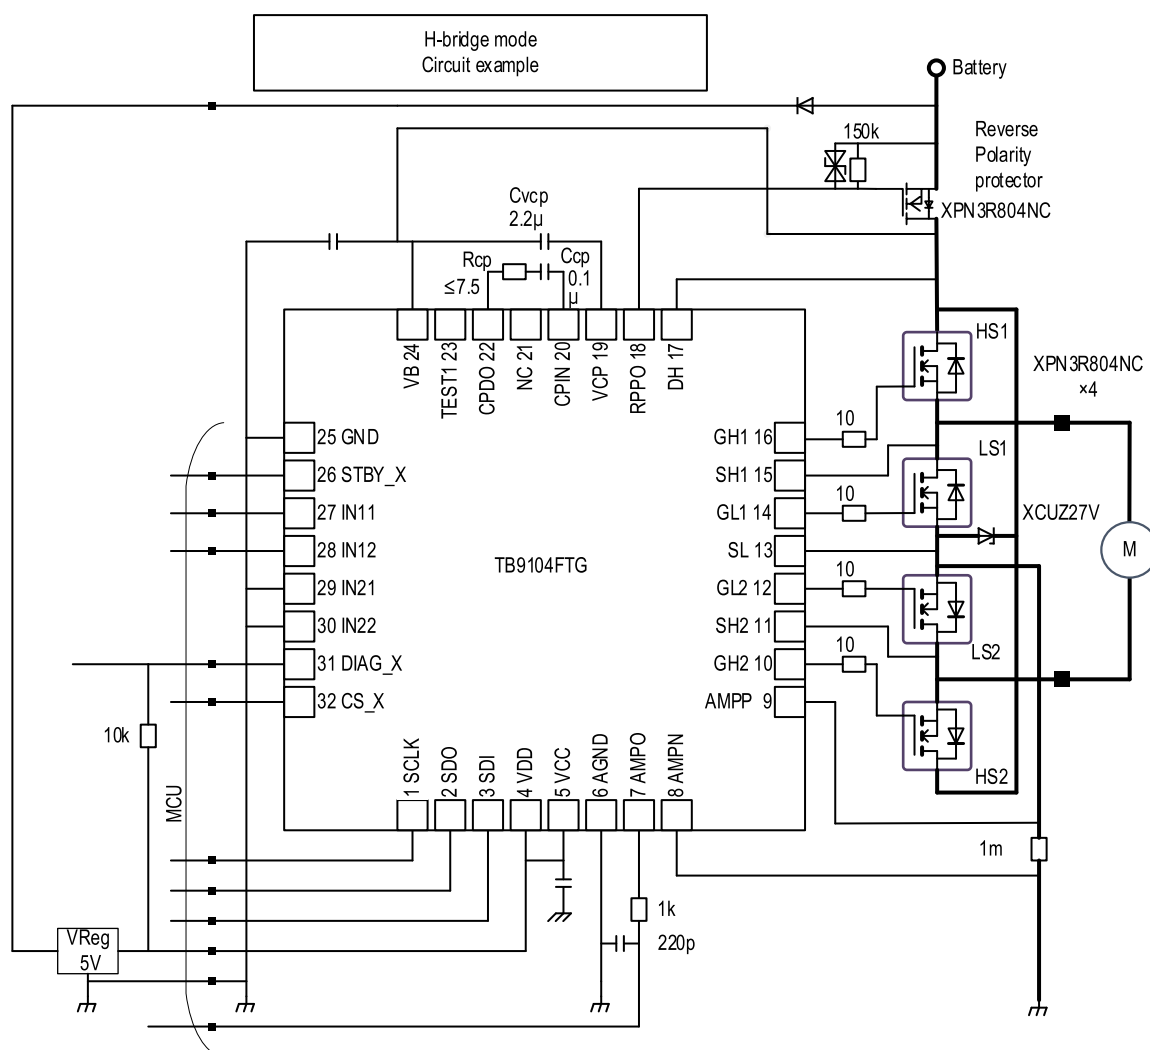 H-bridge mode
Circuit example
Battery
150k
Reverse
Polarity
protector
XPN3R804NC
Cvcp
2.2µ
Rcp
≤7.5
Ccp
0.1
µ
VB 24
TEST1 23
CPDO 22
NC 21
CPIN 20
VCP 19
RPPO 18
DH 17
HS1
XPN3R804NC
×4
10
25 GND
GH1 16
26 STBY_X
SH1 15
LS1
10
27 IN11
GL1 14
XCUZ27V
28 IN12
SL 13
M
TB9104FTG
10
29 IN21
GL2 12
30 IN22
SH2 11
10
LS2
31 DIAG_X
GH2 10
32 CS_X
AMPP 9
10k
HS2
MCU
1 SCLK
2 SDO
3 SDI
4 VDD
5 VCC
6 AGND
7 AMPO
8 AMPN
1m
1k
220p
VReg
5V